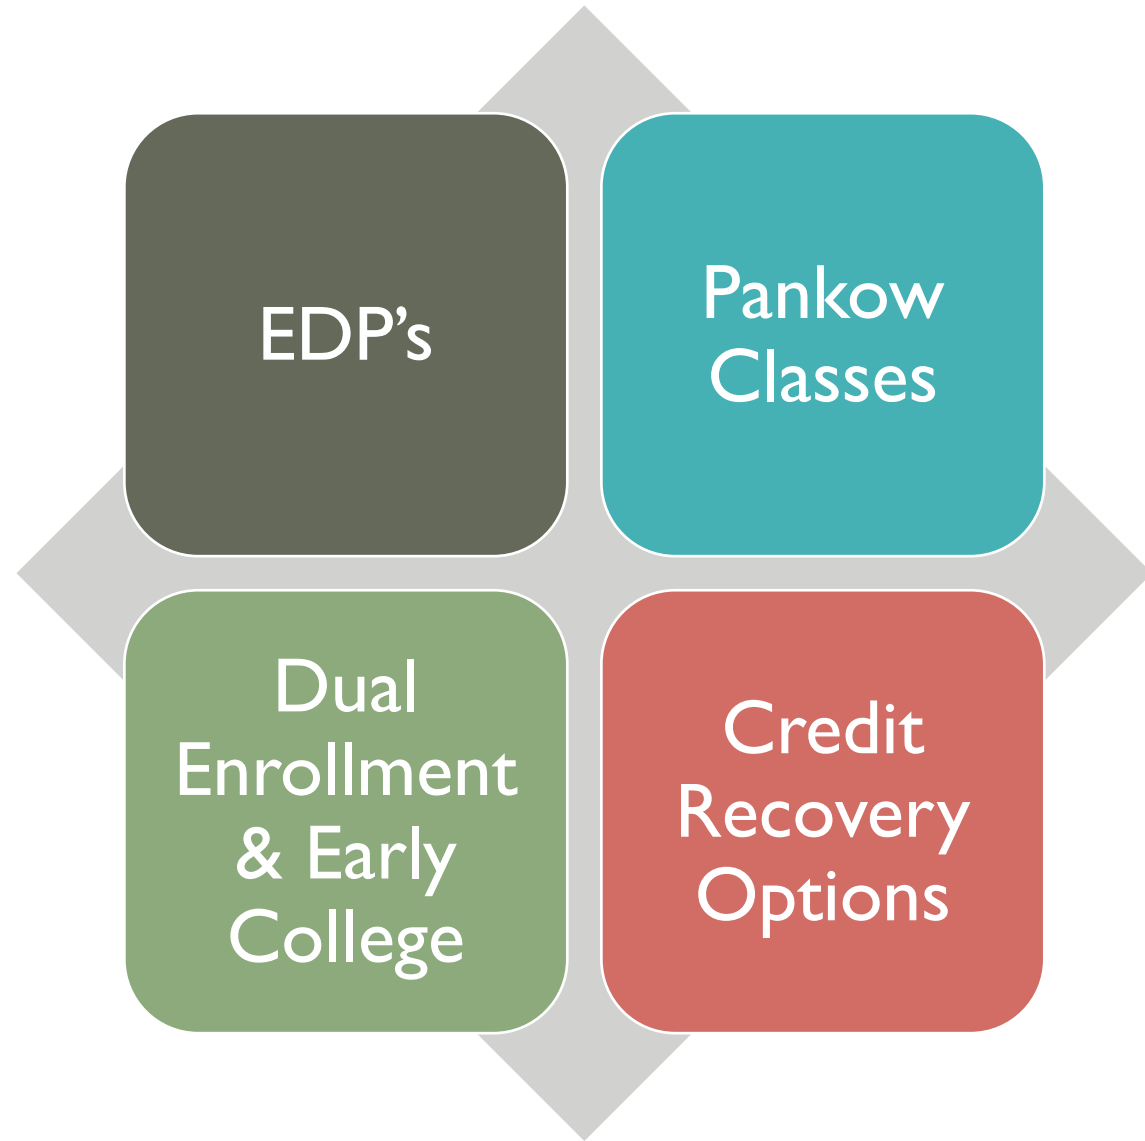 EDP’s
Pankow
Classes
Dual
Enrollment
& Early
College
Credit
Recovery
Options